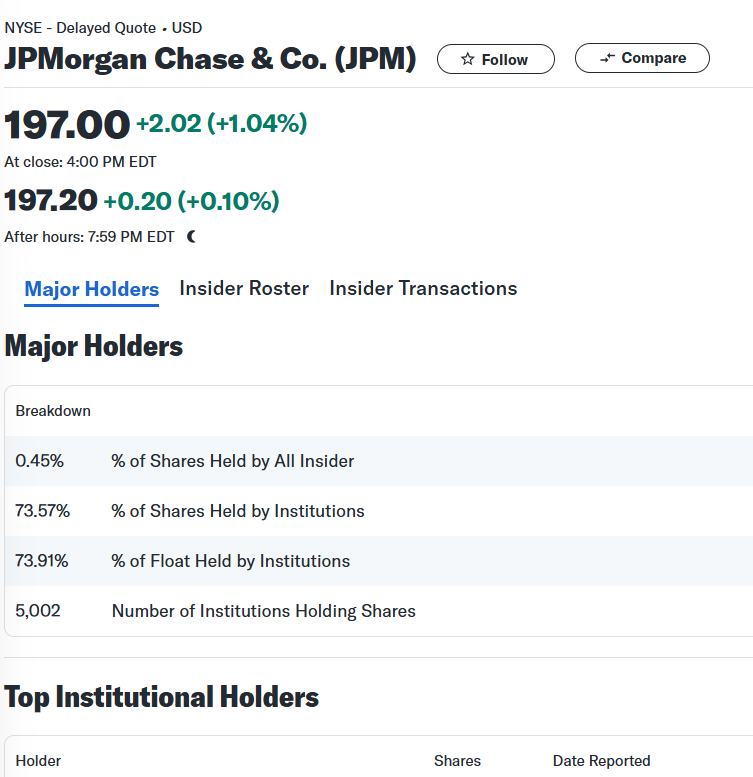 NYSE - Delayed Quote • USD
JPMorgan Chase & Co. (JPM) Follow Compare
197.00 +2.02 (+1.04%)
At close: 4:00 PM EDT
197.20 +0.20 (+0.10%)
After hours: 7:59 PM EDT
Major Holders Insider Roster Insider Transactions
Major Holders
Breakdown
0.45% % of Shares Held by All Insider
73.57% % of Shares Held by Institutions
73.91% % of Float Held by Institutions
5,002 Number of Institutions Holding Shares
Top Institutional Holders
Holder Shares Date Reported